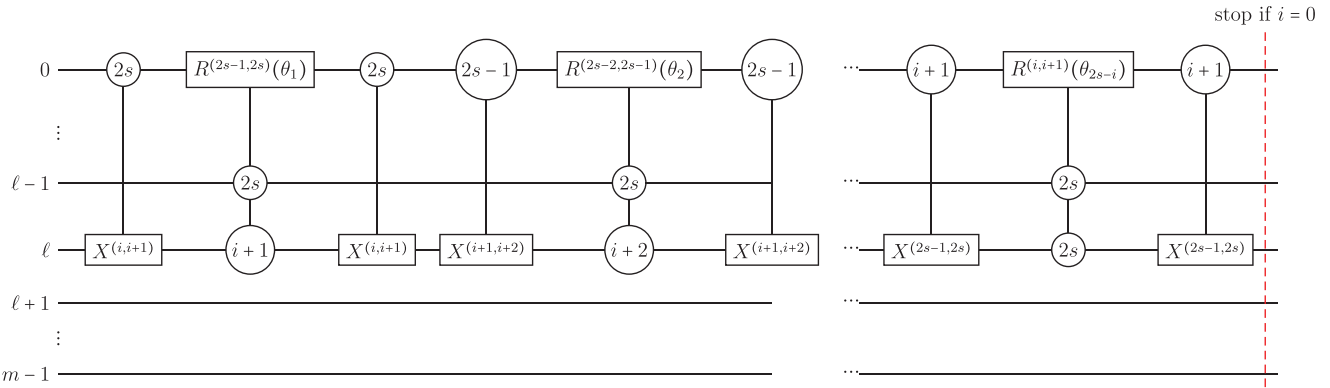 stop if i = 0
0 2s R^{(2s−1,2s)}(θ_1) 2s 2s − 1 R^{(2s−2,2s−1)}(θ_2) 2s − 1 ⋯ i + 1 R^{(i,i+1)}(θ_{2s−i}) i + 1
⋮
ℓ − 1 2s 2s ⋯ 2s
ℓ X^{(i,i+1)} i + 1 X^{(i,i+1)} X^{(i+1,i+2)} i + 2 X^{(i+1,i+2)} ⋯ X^{(2s−1,2s)} 2s X^{(2s−1,2s)}
ℓ + 1 ⋯
⋮
m − 1 ⋯